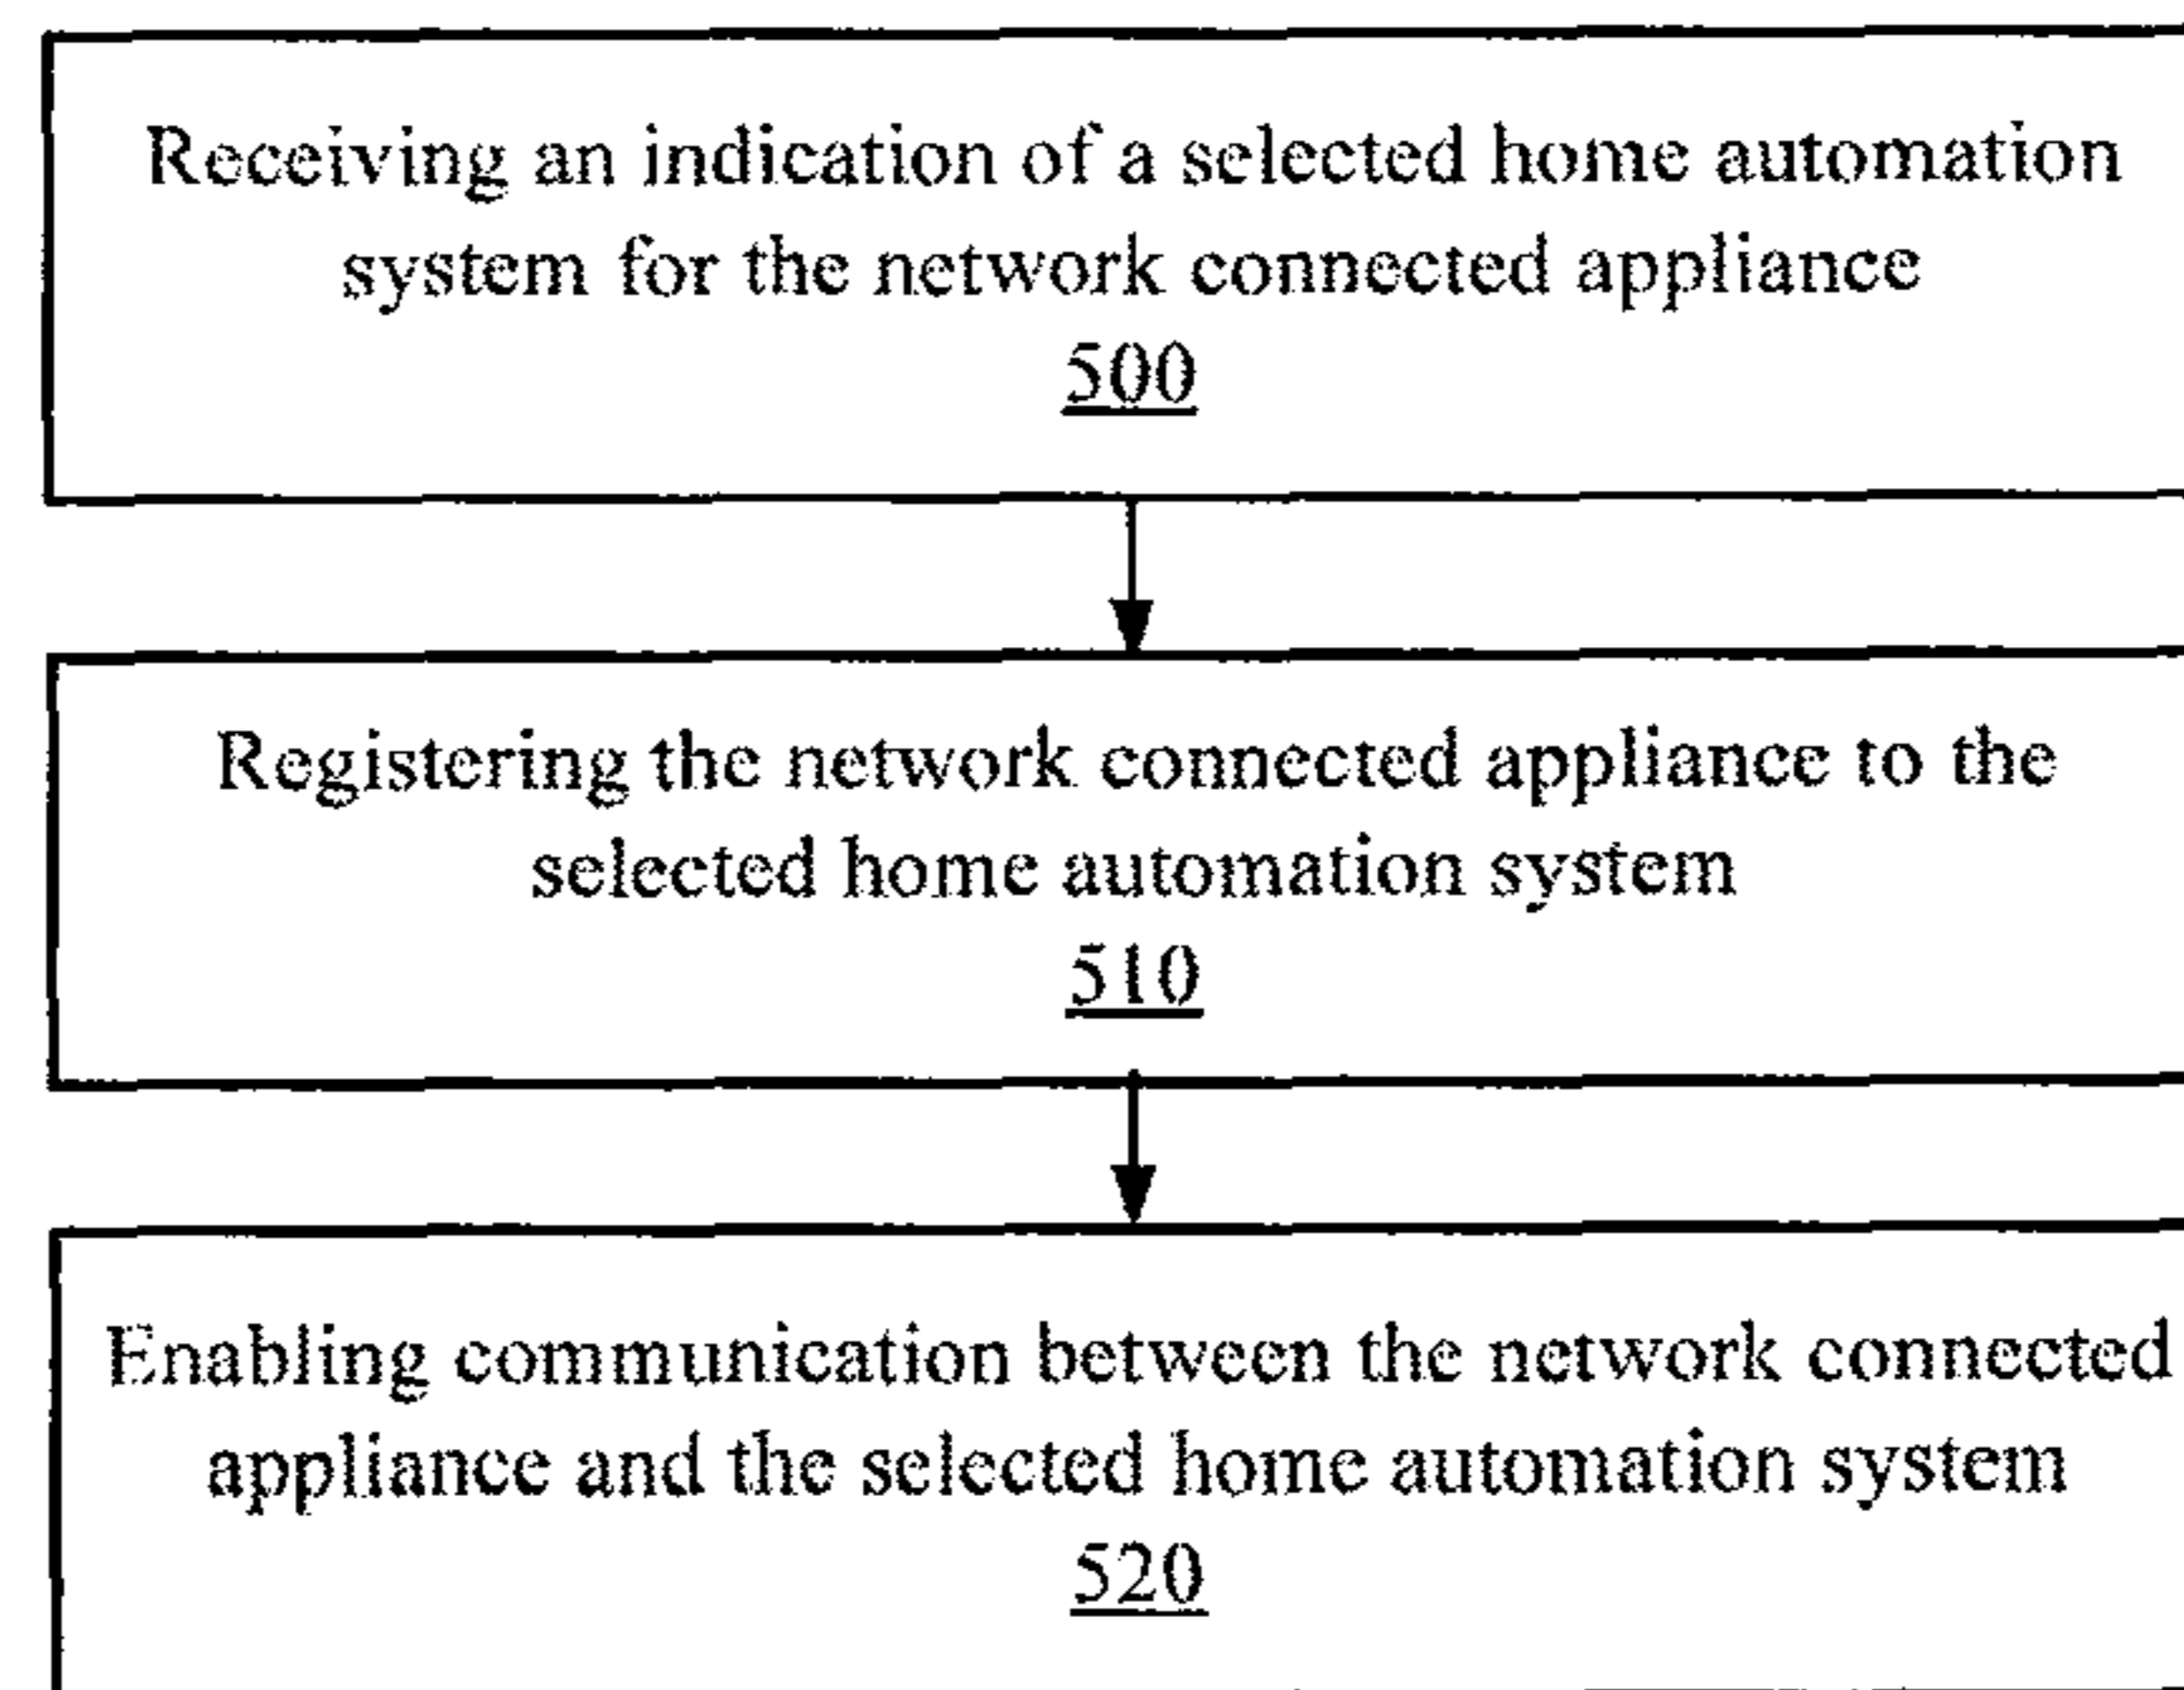 Receiving an indication of a selected home automation
system for the network connected appliance
500
Registering the network connected appliance to the
selected home automation system
510
Enabling communication between the network connected
appliance and the selected home automation system
520